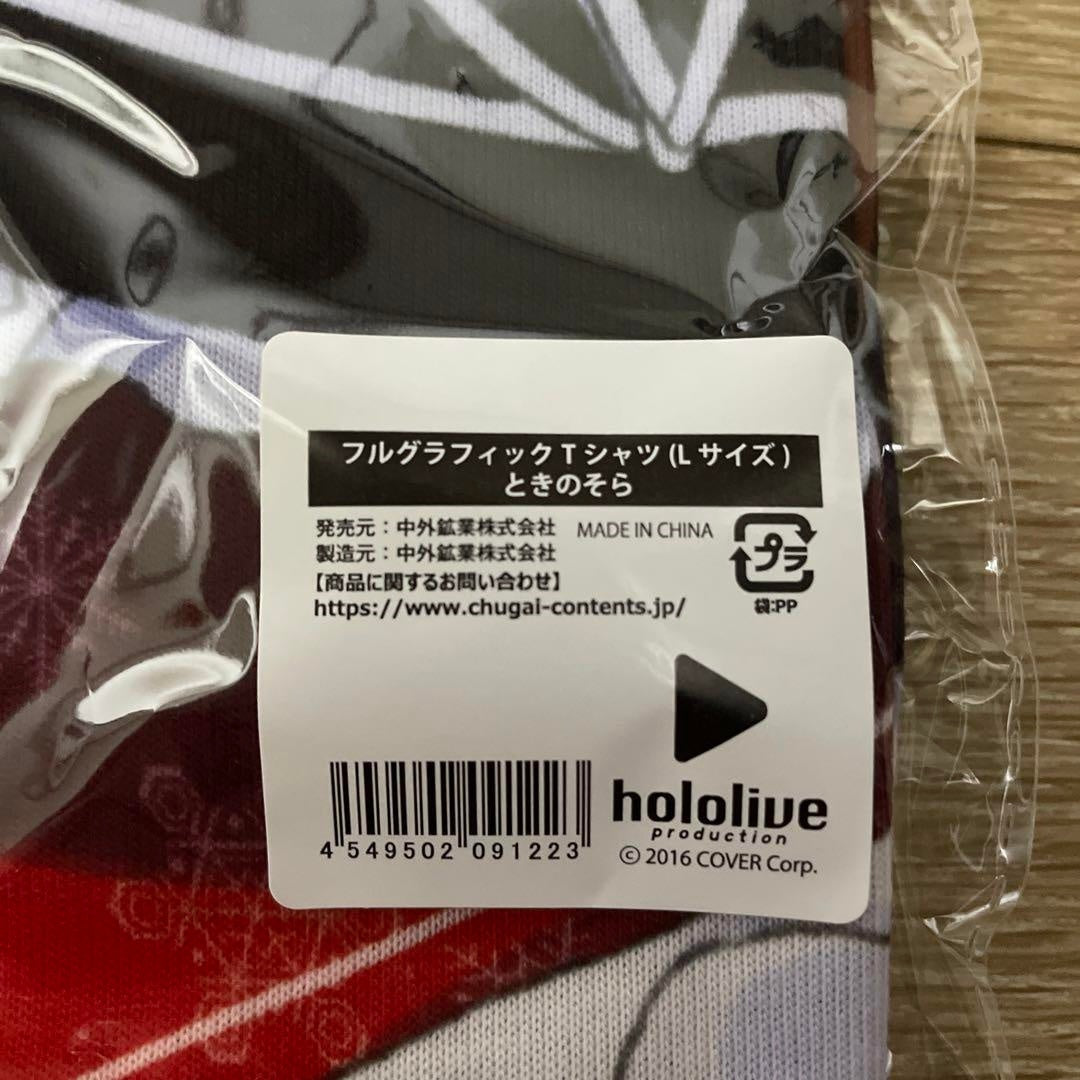 フルグラフィックTシャツ(Lサイズ)
ときのそら
発売元：中外鉱業株式会社 MADE IN CHINA
製造元：中外鉱業株式会社
プラ
【商品に関するお問い合わせ】
袋:PP
https://www.chugai-contents.jp/
hololive
production
4 549502 091223
© 2016 COVER Corp.